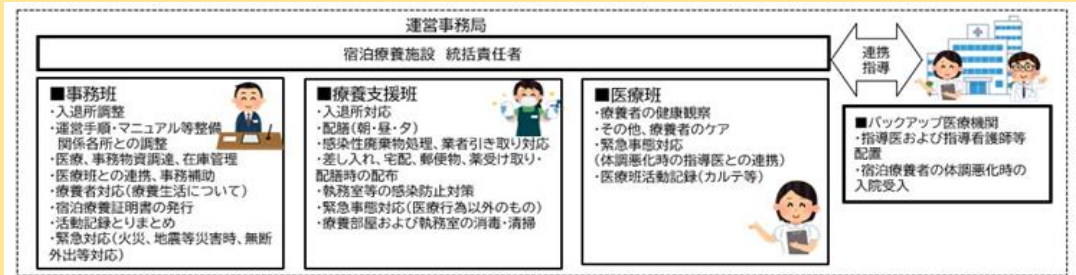 運営事務局
宿泊療養施設 統括責任者
連携
指導
■事務班
・入退所調整
・運営手順・マニュアル等整備
関係各所との調整
・医療、事務物資調達、在庫管理
・医療班との連携、事務補助
・療養者対応(療養生活について)
・宿泊療養証明書の発行
・活動記録とりまとめ
・緊急対応(火災、地震等災害時、無断
外出等対応)
■療養支援班
・入退所対応
・配膳(朝・昼・夕)
・感染性廃棄物処理、業者引き取り対応
・差し入れ、宅配、郵便物、薬受け取り・
配膳時の配布
・執務室等の感染防止対策
・緊急事態対応(医療行為以外のもの)
・療養部屋および執務室の消毒・清掃
■医療班
・療養者の健康観察
・その他、療養者のケア
・緊急事態対応
(体調悪化時の指導医との連携)
・医療班活動記録(カルテ等)
■バックアップ医療機関
・指導医および指導看護師等
配置
・宿泊療養者の体調悪化時の
入院受入